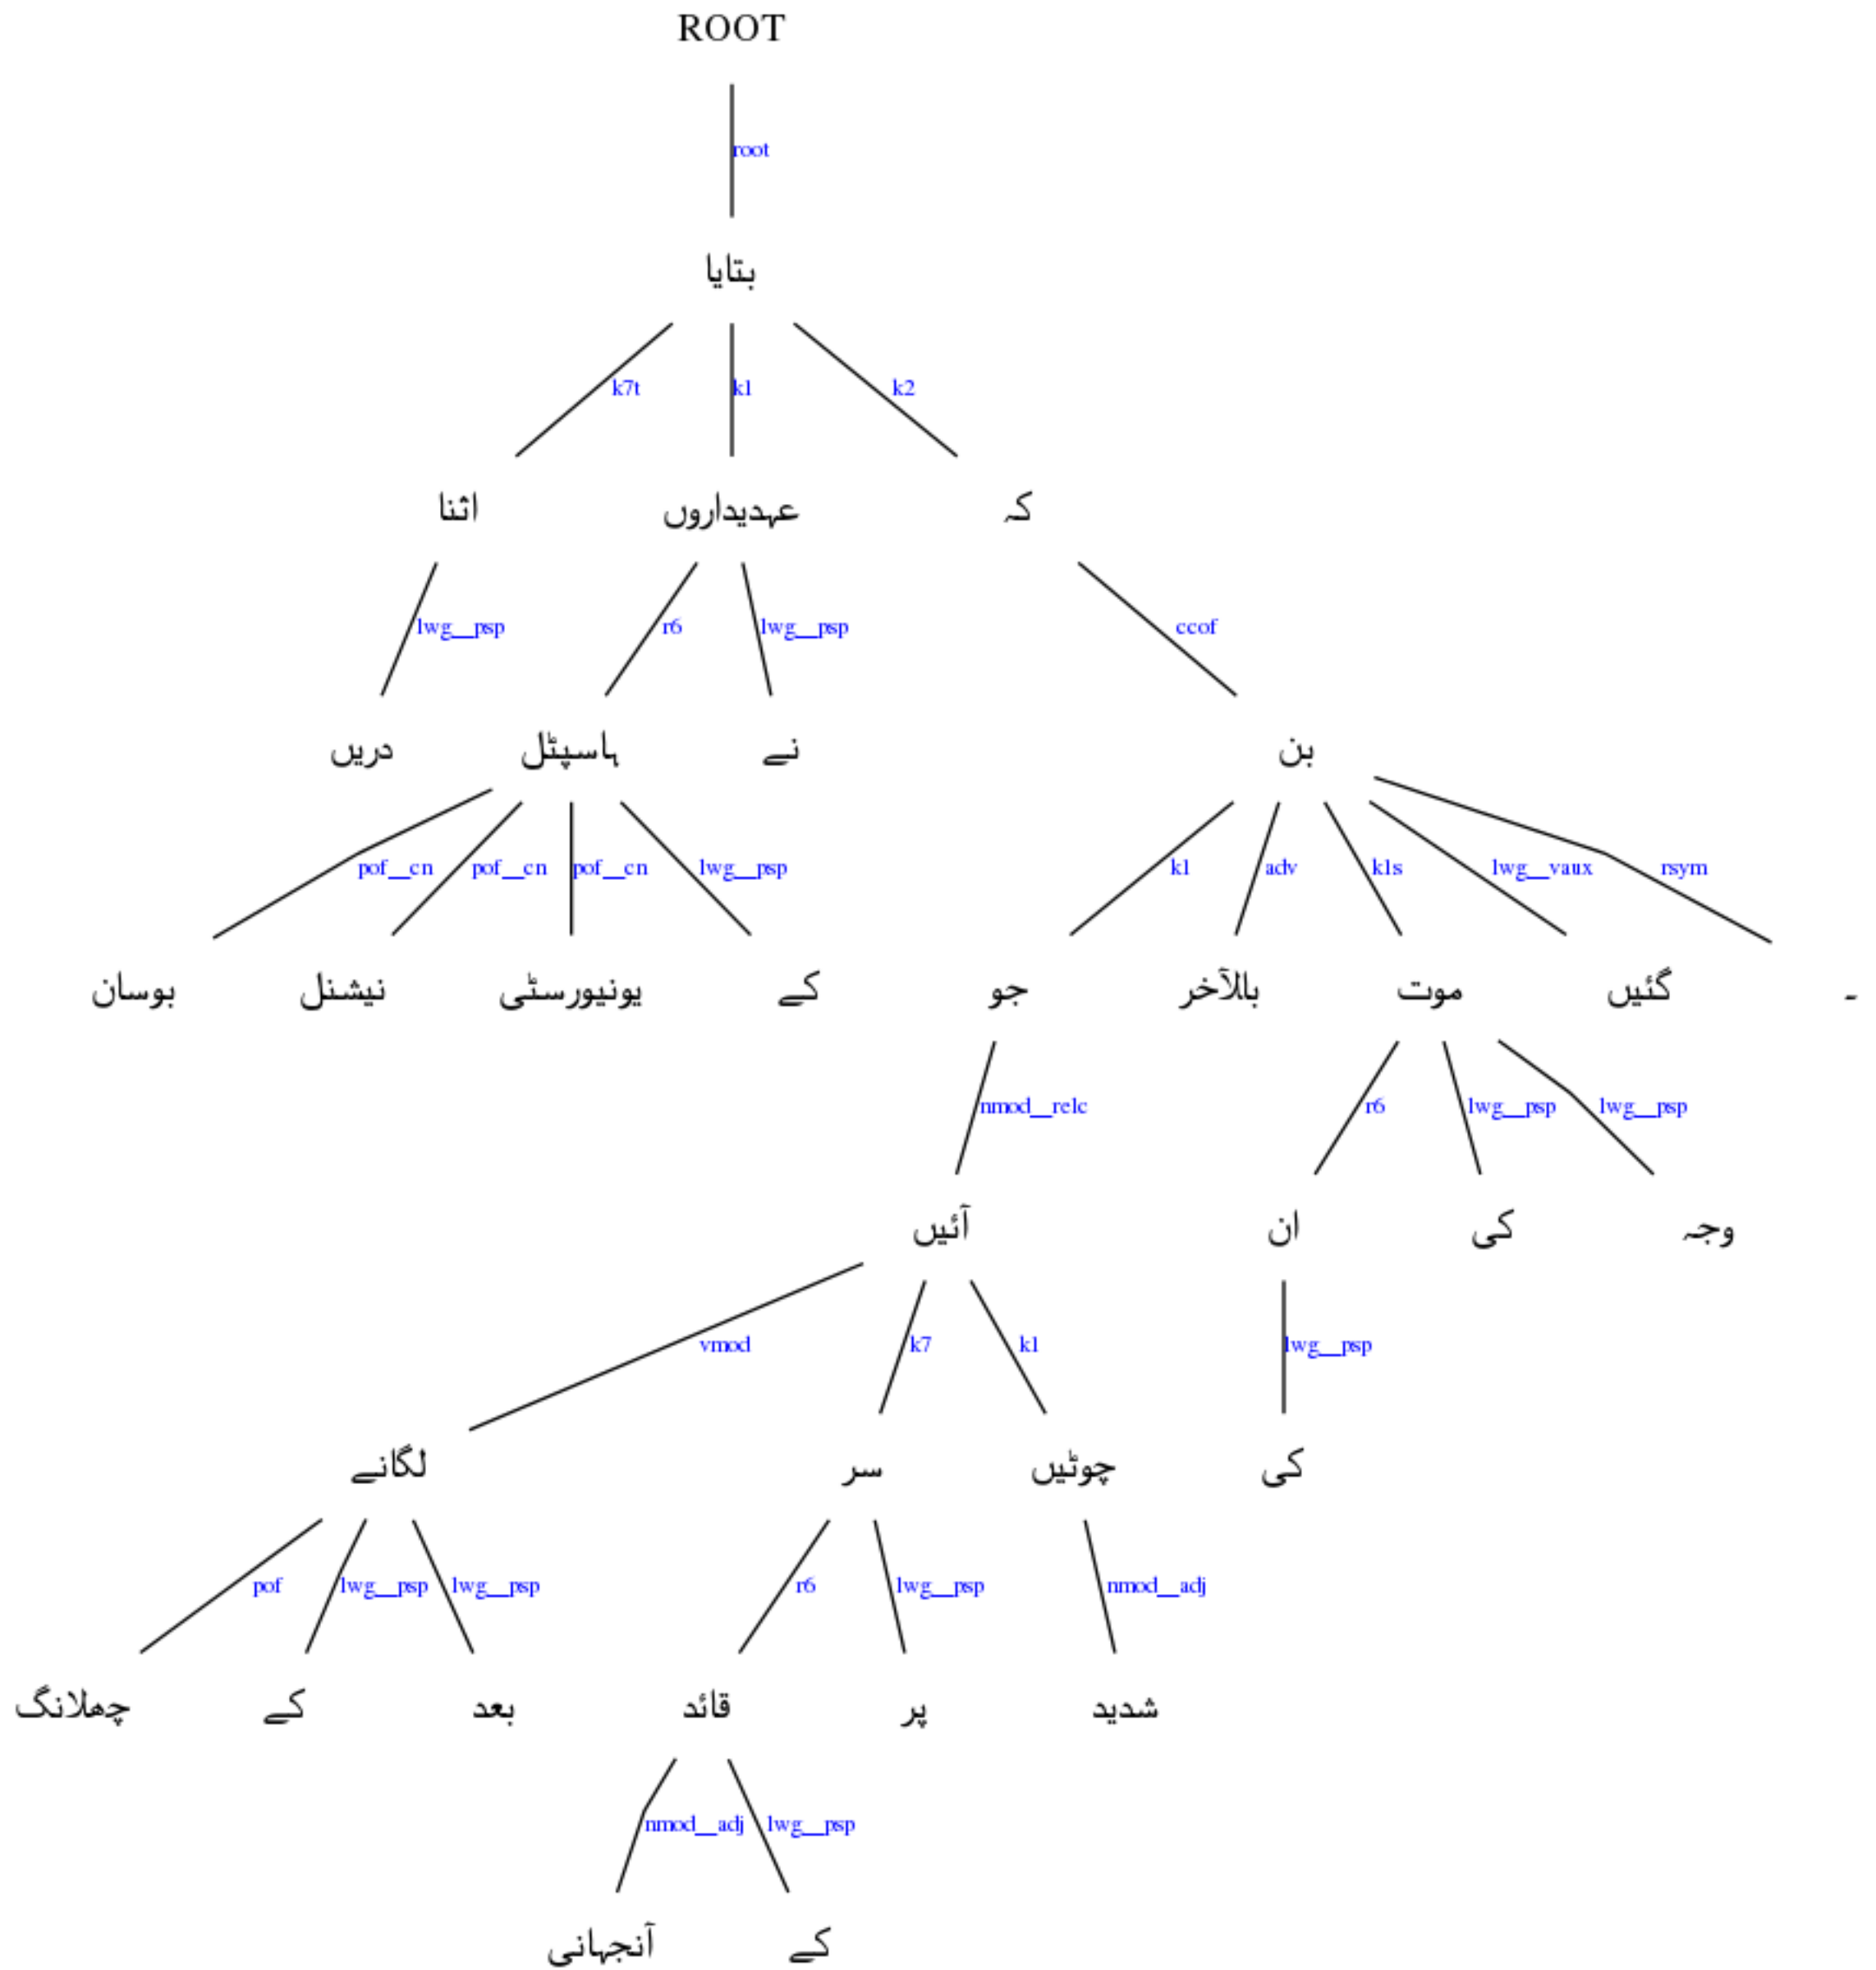 ROOT
root
بتایا
k7t k1 k2
اثنا عہدیداروں کہ
lwg__psp r6 lwg__psp ccof
دریں ہاسپٹل نے بن
pof__cn pof__cn pof__cn lwg__psp k1 adv k1s lwg__vaux rsym
بوسان نیشنل یونیورسٹی کے جو بالآخر موت گئیں ۔
nmod__relc r6 lwg__psp lwg__psp
آئیں ان کی وجہ
vmod k7 k1 lwg__psp
لگانے سر چوٹیں کی
pof lwg__psp lwg__psp r6 lwg__psp nmod__adj
چھلانگ کے بعد قائد پر شدید
nmod__adj lwg__psp
آنجہانی کے